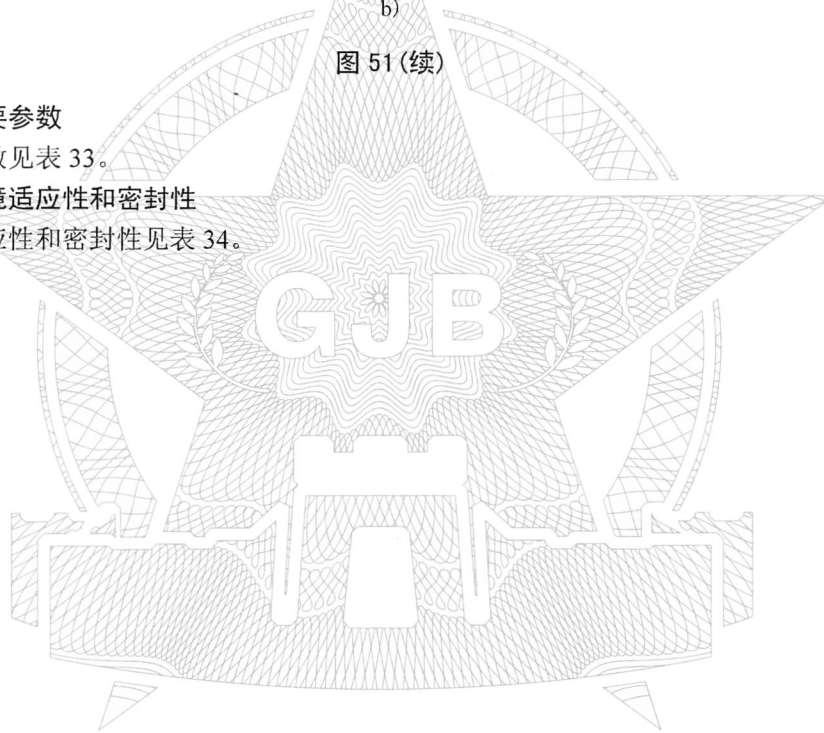 b)
图 51(续)
要参数
数见表 33。
境适应性和密封性
应性和密封性见表 34。
GJB